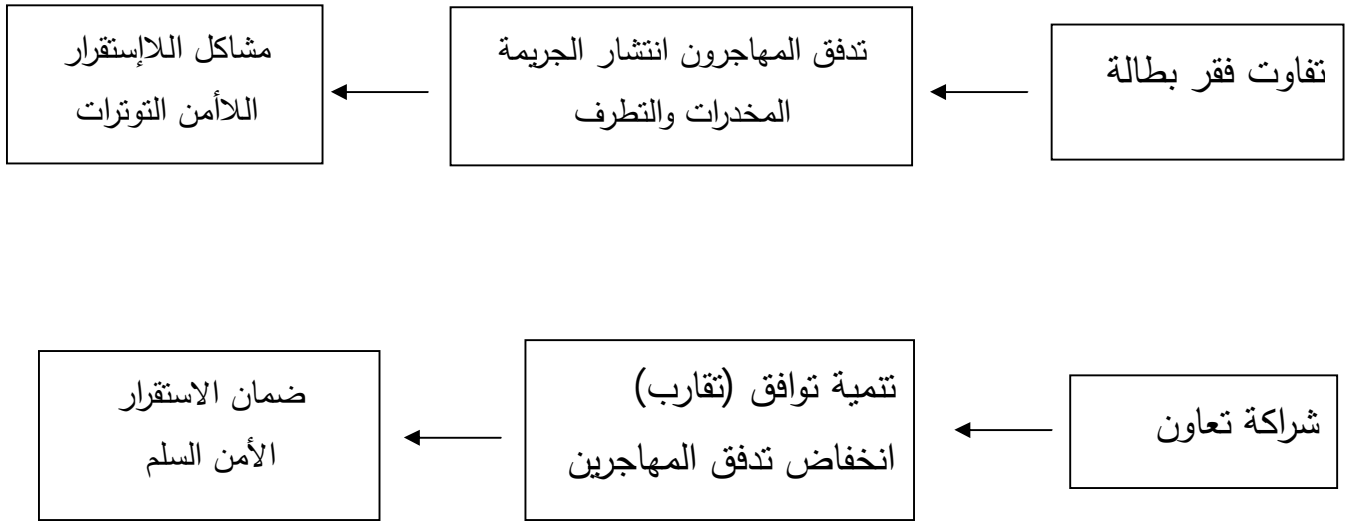 تفاوت فقر بطالة
تدفق المهاجرون انتشار الجريمة
المخدرات والتطرف
مشاكل اللاإستقرار
اللاأمن التوترات
شراكة تعاون
تنمية توافق (تقارب)
انخفاض تدفق المهاجرين
ضمان الاستقرار
الأمن السلم